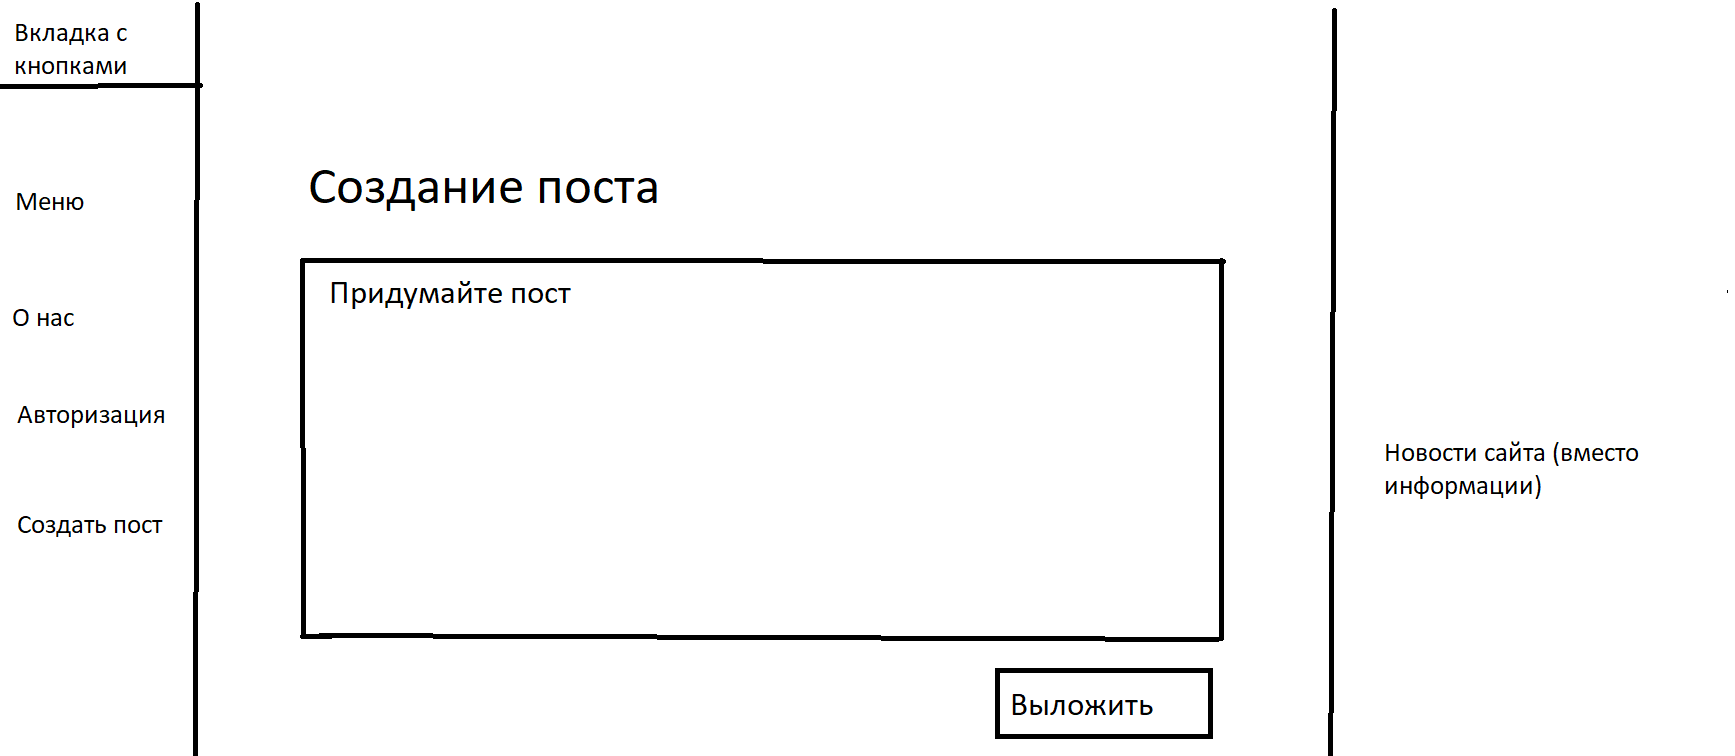 Вкладка с
кнопками
Меню
О нас
Авторизация
Создать пост
Создание поста
Придумайте пост
Выложить
Новости сайта (вместо
информации)